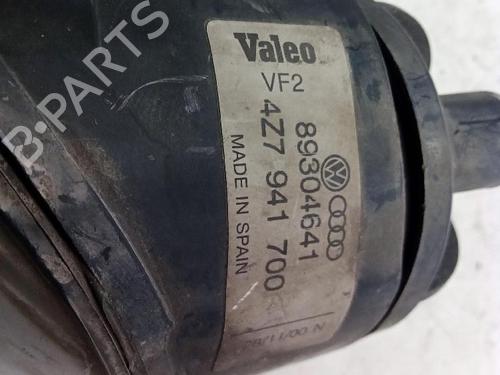 B-PARTS
Valeo
VF2
89304641
4Z7 941 700
MADE IN SPAIN